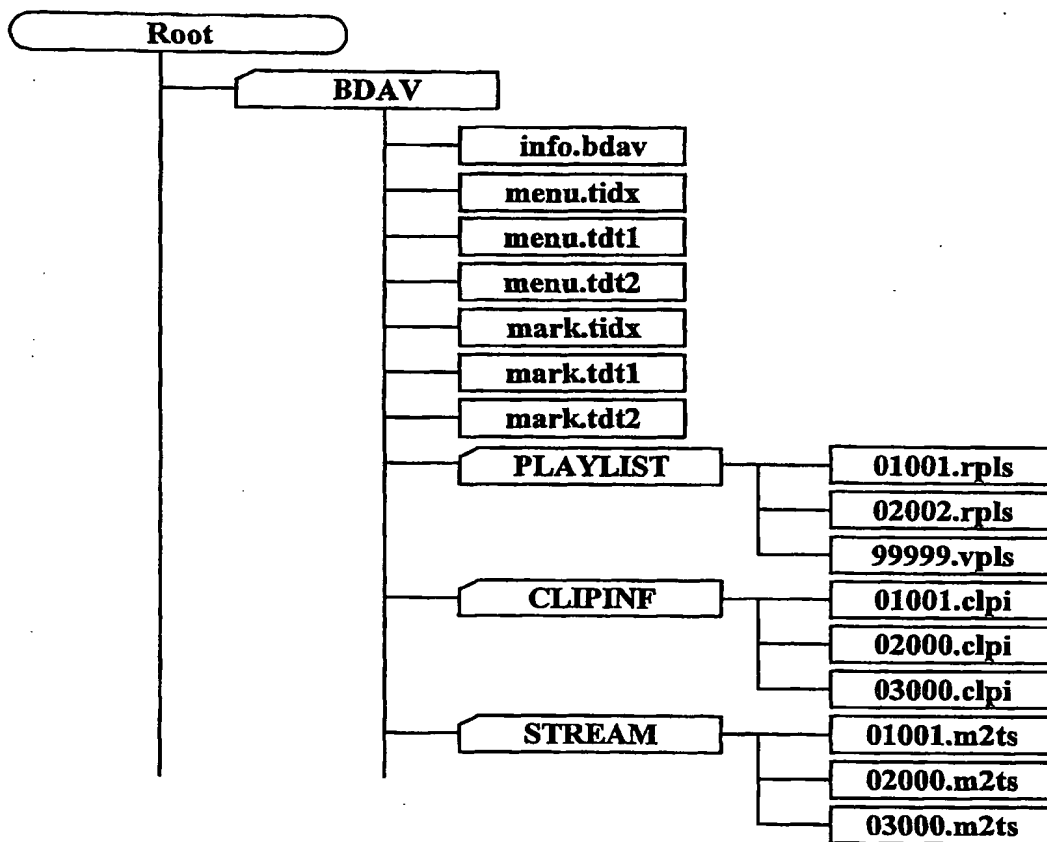 Root
BDAV
info.bdav
menu.tidx
menu.tdt1
menu.tdt2
mark.tidx
mark.tdt1
mark.tdt2
PLAYLIST
01001.rpls
02002.rpls
99999.vpls
CLIPINF
01001.clpi
02000.clpi
03000.clpi
STREAM
01001.m2ts
02000.m2ts
03000.m2ts